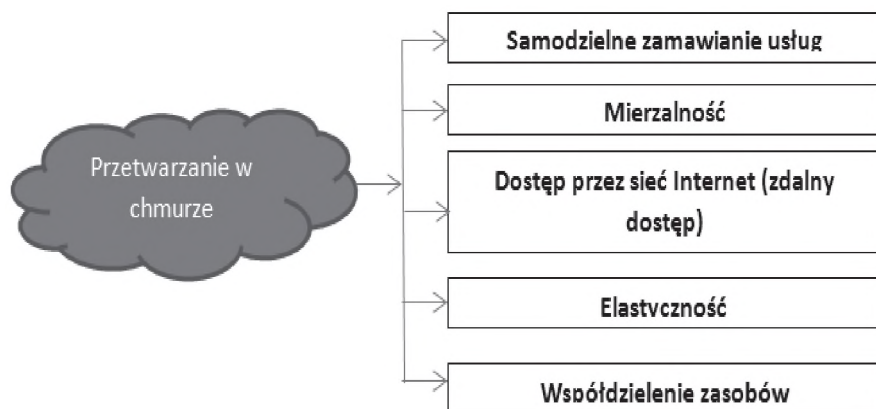 Samodzielne zamawianie usług
Mierzalność
Przetwarzanie w
chmurze
Dostęp przez sieć Internet (zdalny
dostęp)
Elastyczność
Współdzielenie zasobów